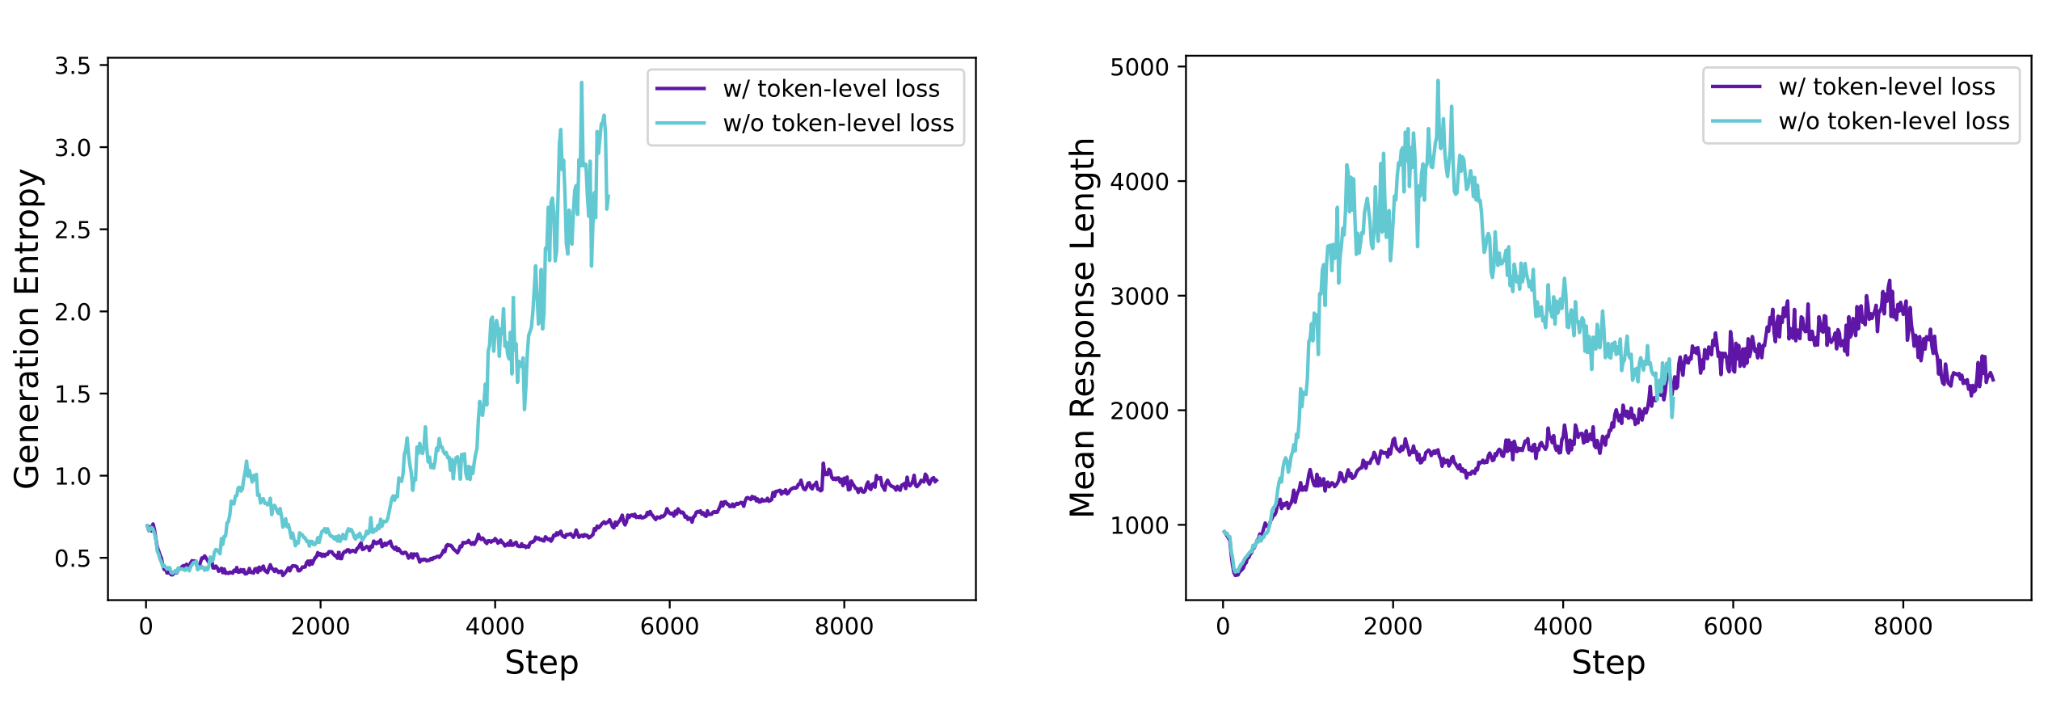 3.5
3.0
2.5
2.0
1.5
1.0
0.5
Generation Entropy
w/ token-level loss
w/o token-level loss
0 2000 4000 6000 8000
Step
5000
4000
3000
2000
1000
Mean Response Length
w/ token-level loss
w/o token-level loss
0 2000 4000 6000 8000
Step